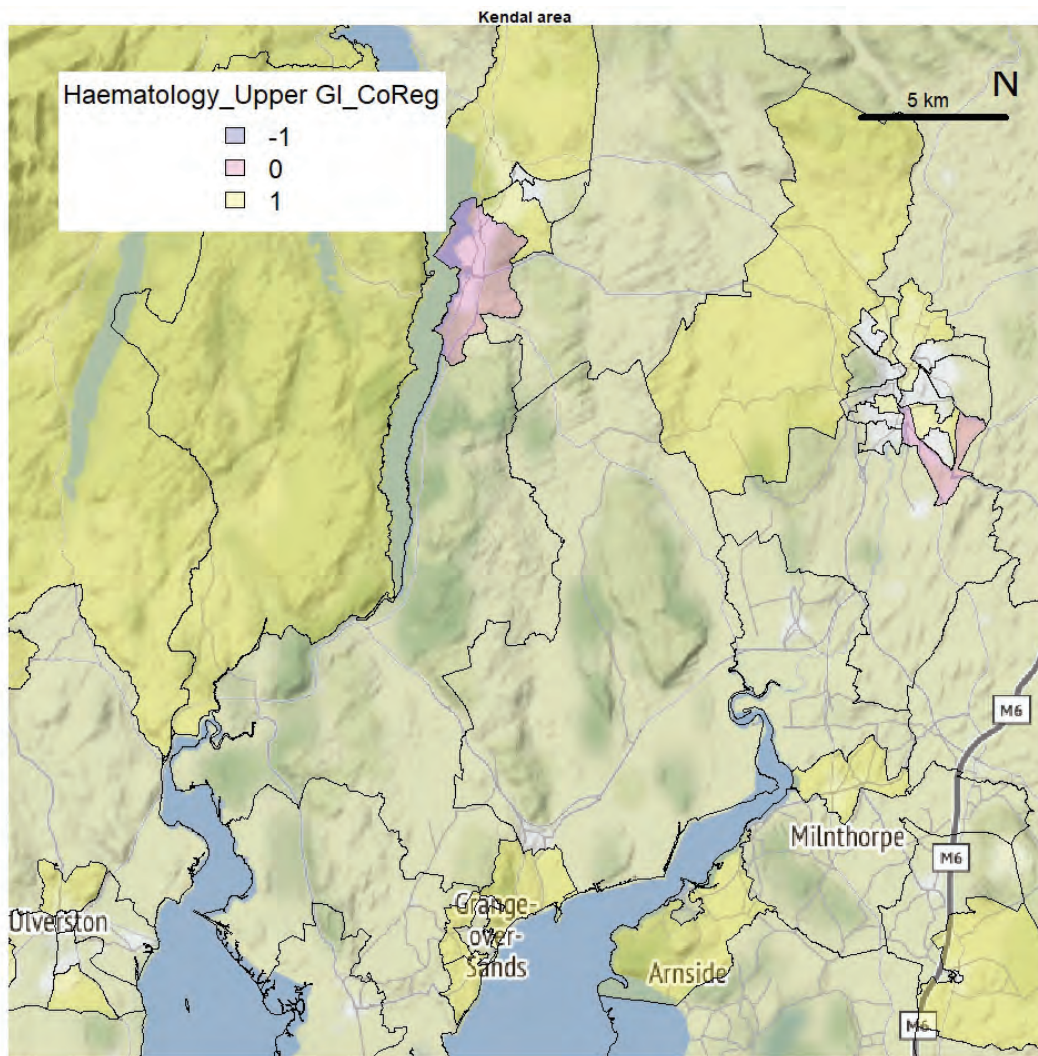 Kendal area
Haematology_Upper GI_CoReg
-1
0
1
N
5 km
M6
Milnthorpe
M6
Grange-
over-
Sands
Ulverston
Arnside
M6